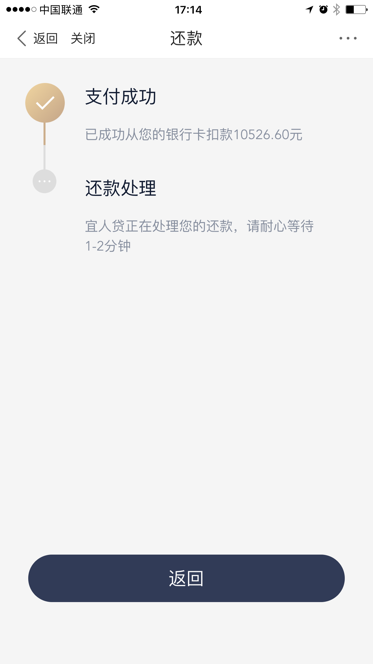 中国联通
17:14
返回 关闭
还款
支付成功
已成功从您的银行卡扣款10526.60元
还款处理
宜人贷正在处理您的还款，请耐心等待
1-2分钟
返回